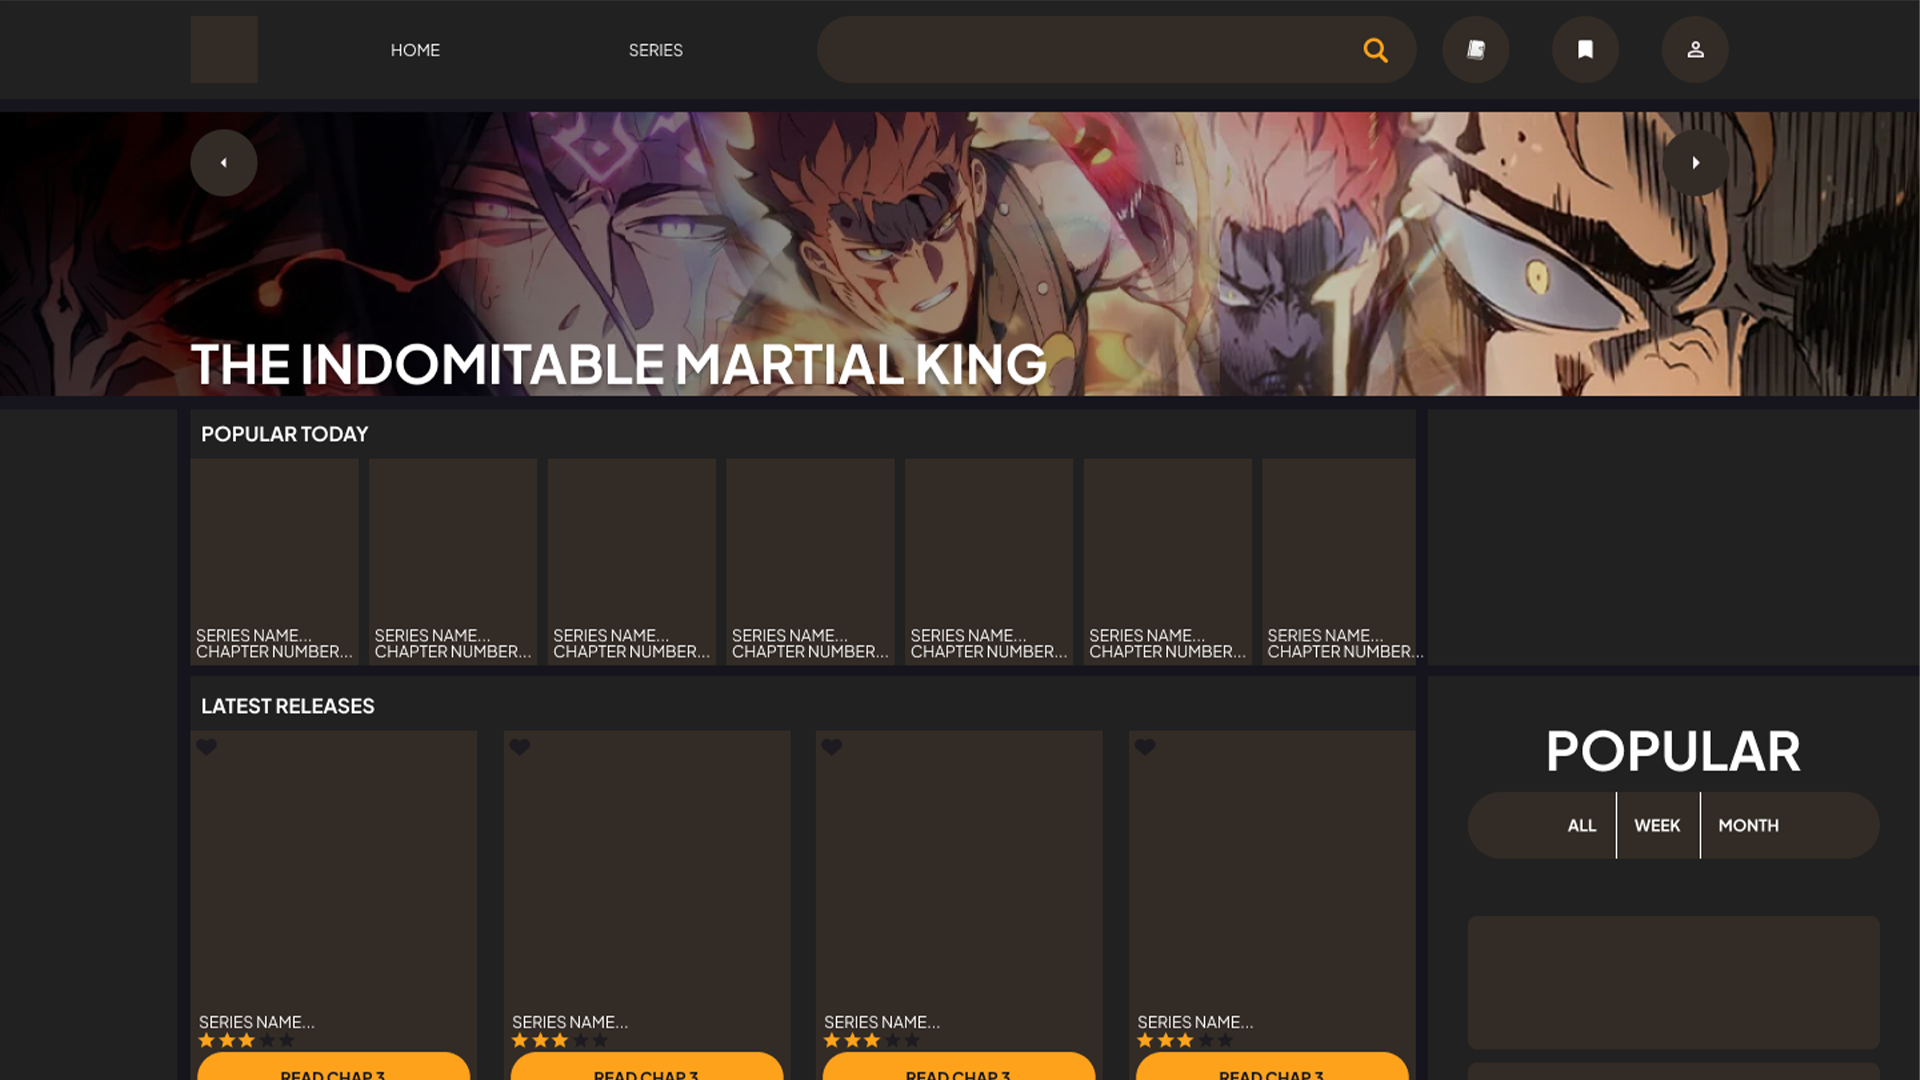 HOME
SERIES
THE INDOMITABLE MARTIAL KING
POPULAR TODAY
SERIES NAME...
CHAPTER NUMBER...
SERIES NAME...
CHAPTER NUMBER...
SERIES NAME...
CHAPTER NUMBER...
SERIES NAME...
CHAPTER NUMBER...
SERIES NAME...
CHAPTER NUMBER...
SERIES NAME...
CHAPTER NUMBER...
SERIES NAME...
CHAPTER NUMBER...
LATEST RELEASES
SERIES NAME...
READ CHAP 3
SERIES NAME...
READ CHAP 3
SERIES NAME...
READ CHAP 3
SERIES NAME...
READ CHAP 3
POPULAR
ALL
WEEK
MONTH